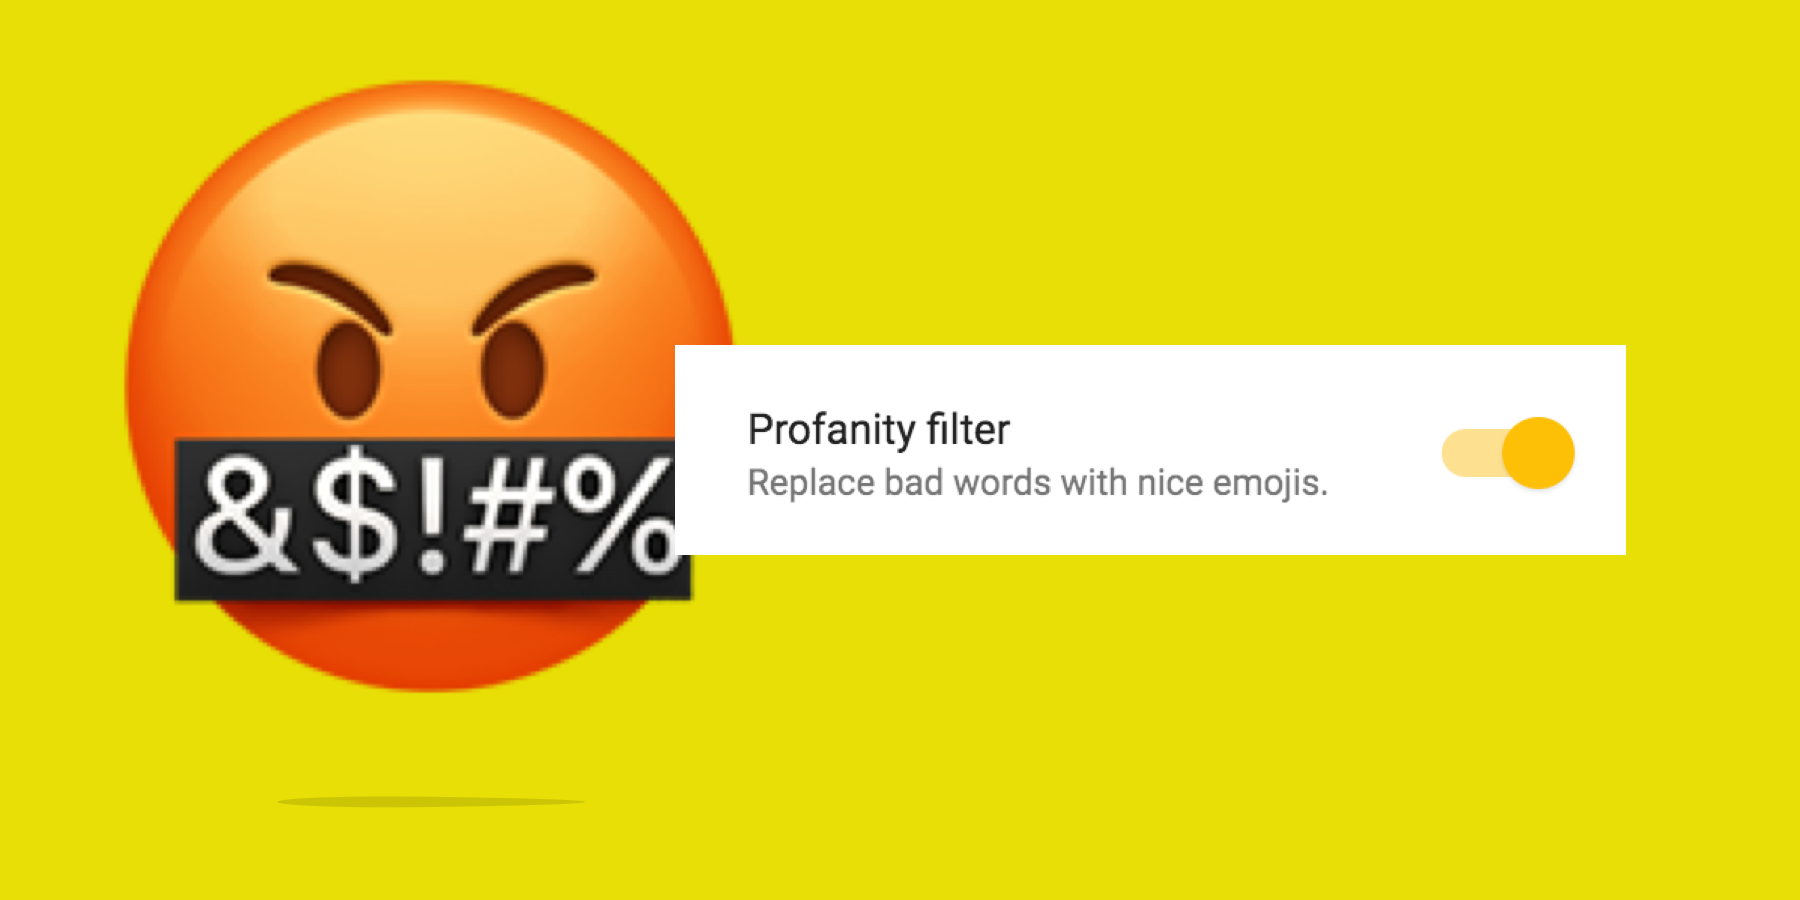 &$!#%
Profanity filter
Replace bad words with nice emojis.